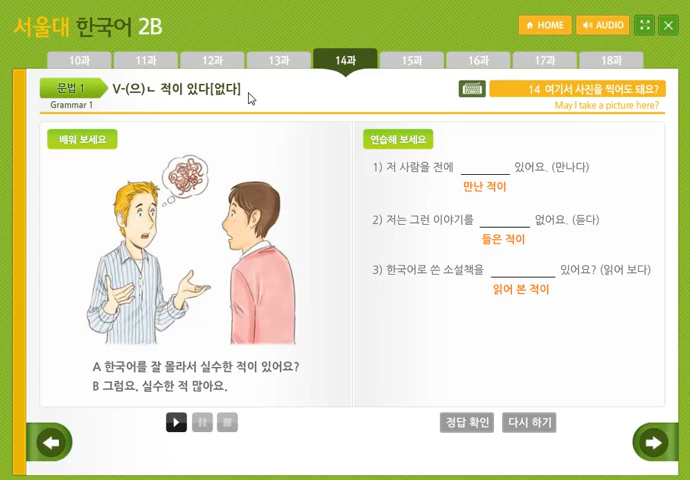 서울대 한국어 2B
HOME
AUDIO
10과 11과 12과 13과 14과 15과 16과 17과 18과
문법 1
V-(으)ㄴ 적이 있다[없다]
Grammar 1
14 여기서 사진을 찍어도 돼요?
May I take a picture here?
배워 보세요
A 한국어를 잘 몰라서 실수한 적이 있어요?
B 그럼요. 실수한 적 많아요.
연습해 보세요
1) 저 사람을 전에 ________ 있어요. (만나다)
만난 적이
2) 저는 그런 이야기를 ________ 없어요. (듣다)
들은 적이
3) 한국어로 쓴 소설책을 __________ 있어요? (읽어 보다)
읽어 본 적이
정답 확인
다시 하기